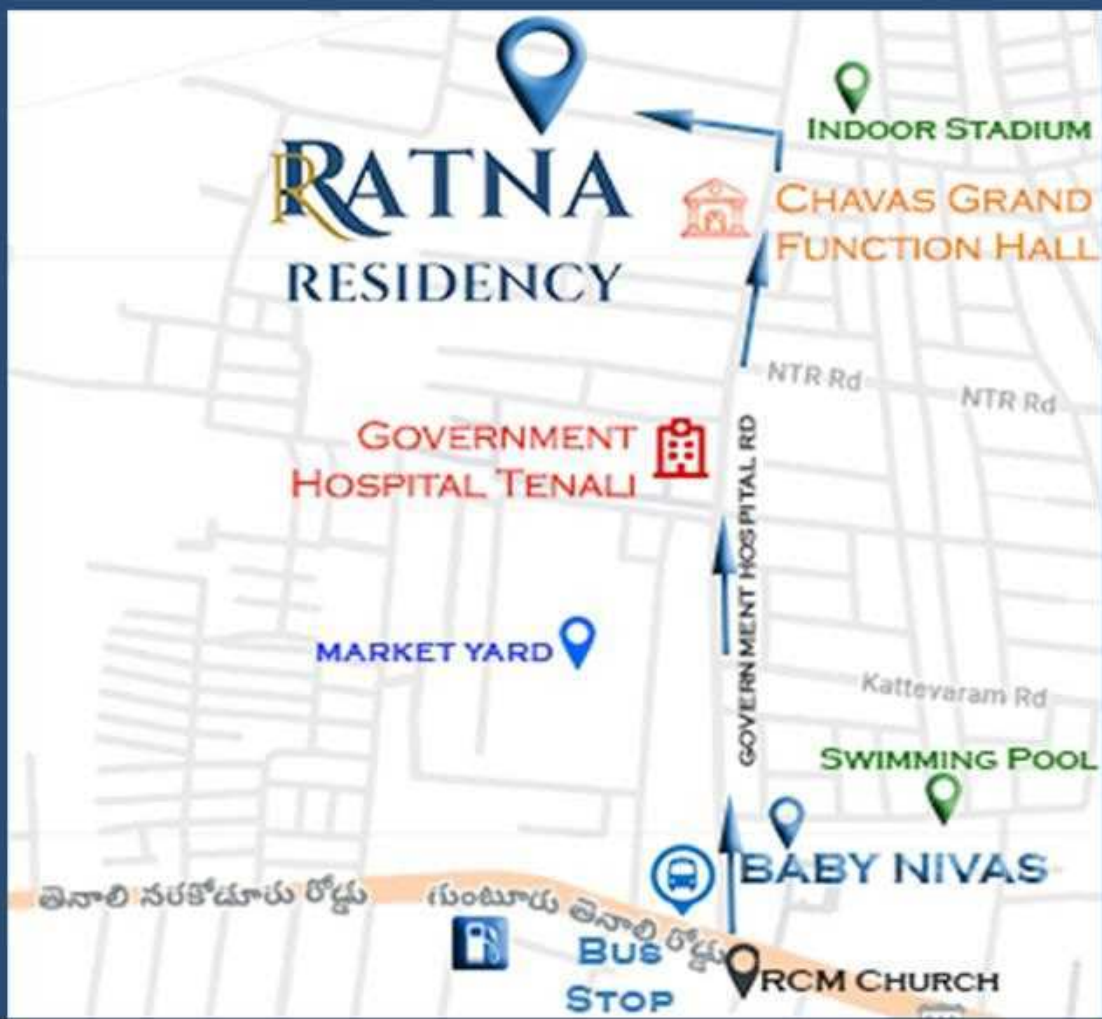 RATNA
RESIDENCY
INDOOR STADIUM
CHAVAS GRAND
FUNCTION HALL
NTR Rd
NTR Rd
GOVERNMENT
HOSPITAL TENALI
GOVERNMENT HOSPITAL RD
MARKET YARD
Kattevaram Rd
SWIMMING POOL
BABY NIVAS
తెనాలి నరకోడూరు రోడ్డు
గుంటూరు తెనాలి రోడ్డు
BUS
STOP
RCM CHURCH